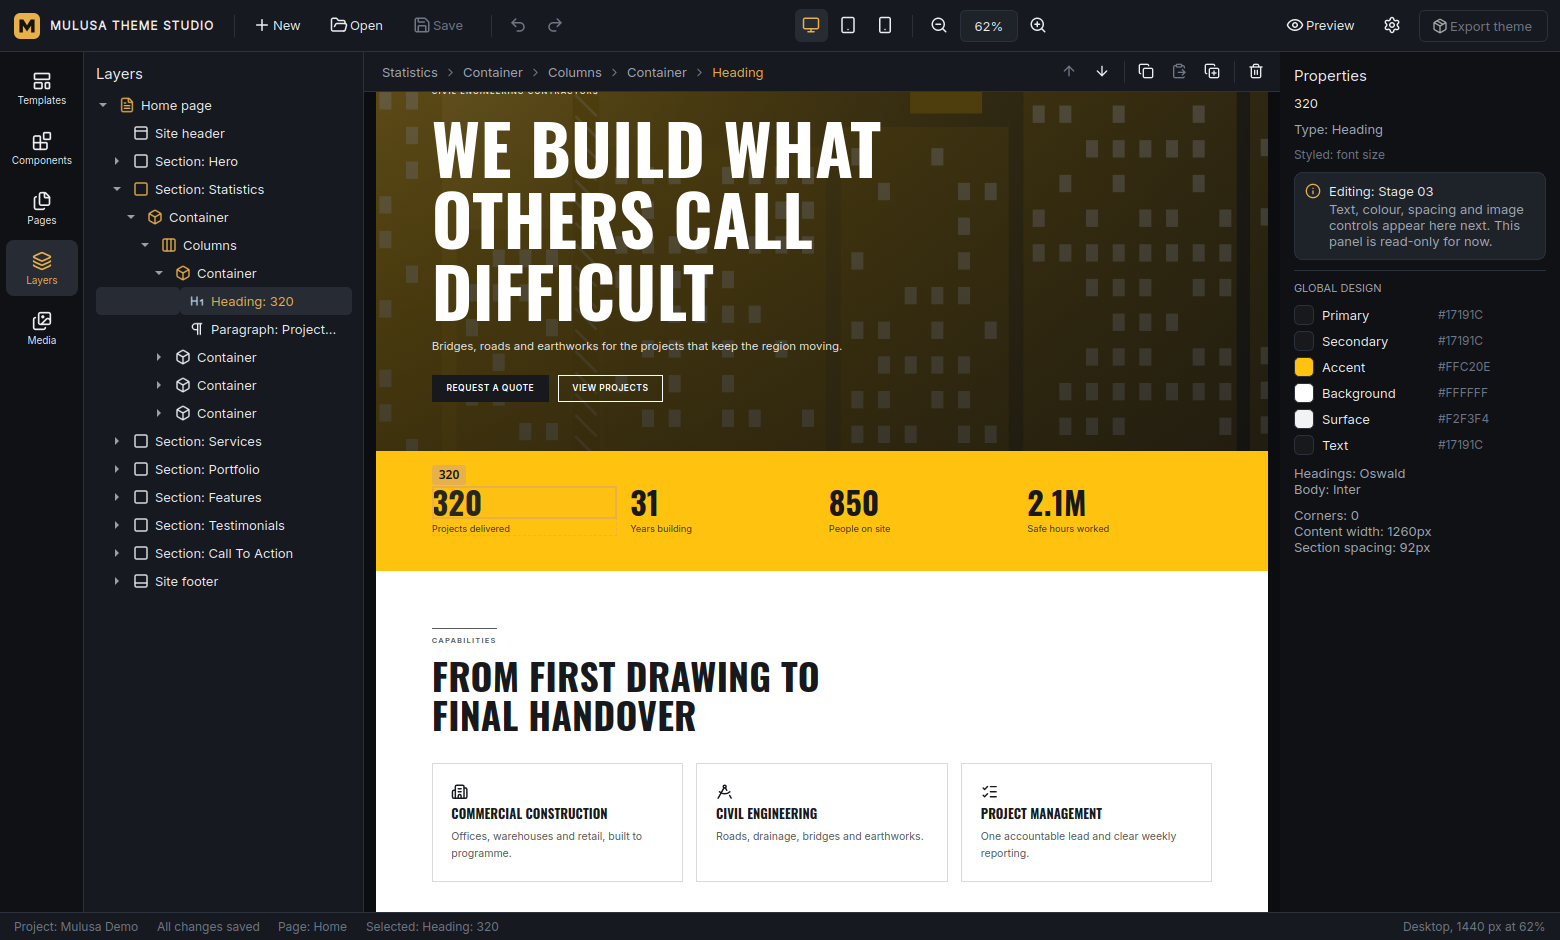 MULUSA THEME STUDIO
New
Open
Save
62%
Preview
Export theme
Templates
Components
Pages
Layers
Media
Layers
Home page
Site header
Section: Hero
Section: Statistics
Container
Columns
Container
Heading: 320
Paragraph: Project...
Container
Container
Container
Section: Services
Section: Portfolio
Section: Features
Section: Testimonials
Section: Call To Action
Site footer
Statistics > Container > Columns > Container > Heading
CIVIL ENGINEERING CONTRACTORS
WE BUILD WHAT
OTHERS CALL
DIFFICULT
Bridges, roads and earthworks for the projects that keep the region moving.
REQUEST A QUOTE
VIEW PROJECTS
320
320
Projects delivered
31
Years building
850
People on site
2.1M
Safe hours worked
CAPABILITIES
FROM FIRST DRAWING TO
FINAL HANDOVER
COMMERCIAL CONSTRUCTION
Offices, warehouses and retail, built to
programme.
CIVIL ENGINEERING
Roads, drainage, bridges and earthworks.
PROJECT MANAGEMENT
One accountable lead and clear weekly
reporting.
Properties
320
Type: Heading
Styled: font size
Editing: Stage 03
Text, colour, spacing and image
controls appear here next. This
panel is read-only for now.
GLOBAL DESIGN
Primary #17191C
Secondary #17191C
Accent #FFC20E
Background #FFFFFF
Surface #F2F3F4
Text #17191C
Headings: Oswald
Body: Inter
Corners: 0
Content width: 1260px
Section spacing: 92px
Project: Mulusa Demo
All changes saved
Page: Home
Selected: Heading: 320
Desktop, 1440 px at 62%